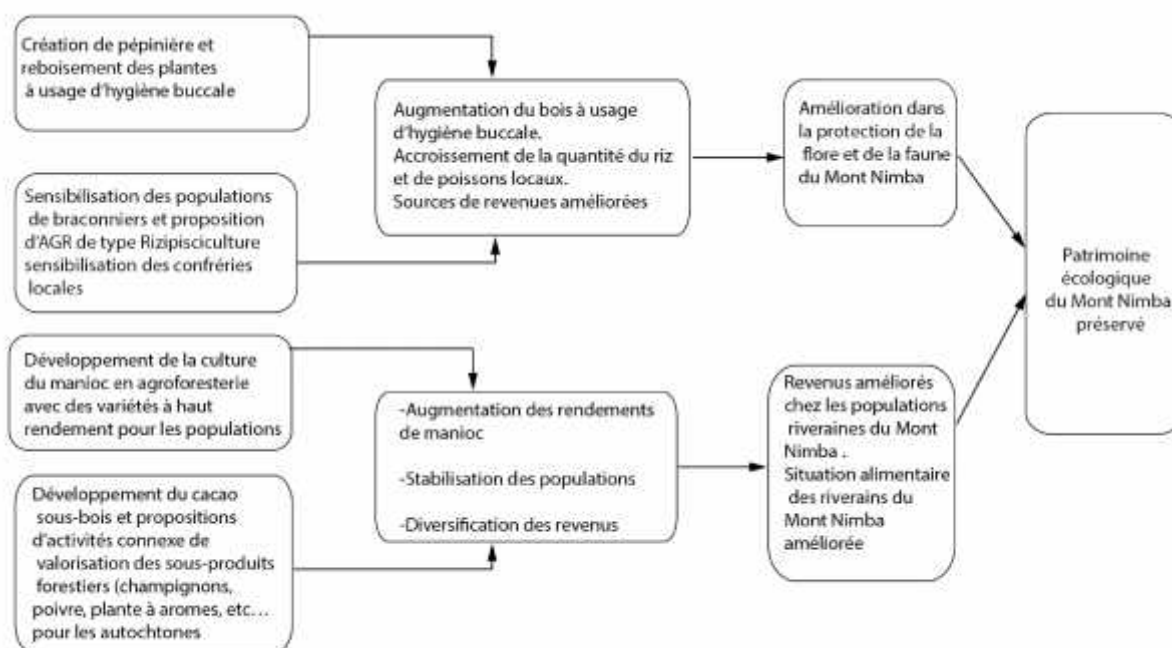 Création de pépinière et
reboisement des plantes
à usage d'hygiène buccale
Sensibilisation des populations
de braconniers et proposition
d'AGR de type Rizipisciculture
sensibilisation des confréries
locales
Développement de la culture
du manioc en agroforesterie
avec des variétés à haut
rendement pour les populations
Développement du cacao
sous-bois et propositions
d'activités connexe de
valorisation des sous-produits
forestiers (champignons,
poivre, plante à aromes, etc…
pour les autochtones
Augmentation du bois à usage
d'hygiène buccale.
Accroissement de la quantité du riz
et de poissons locaux.
Sources de revenues améliorées
-Augmentation des rendements
de manioc
-Stabilisation des populations
-Diversification des revenus
Amélioration dans
la protection de la
flore et de la faune
du Mont Nimba
Revenus améliorés
chez les populations
riveraines du Mont
Nimba .
Situation alimentaire
des riverains du
Mont Nimba
améliorée
Patrimoine
écologique
du Mont Nimba
préservé